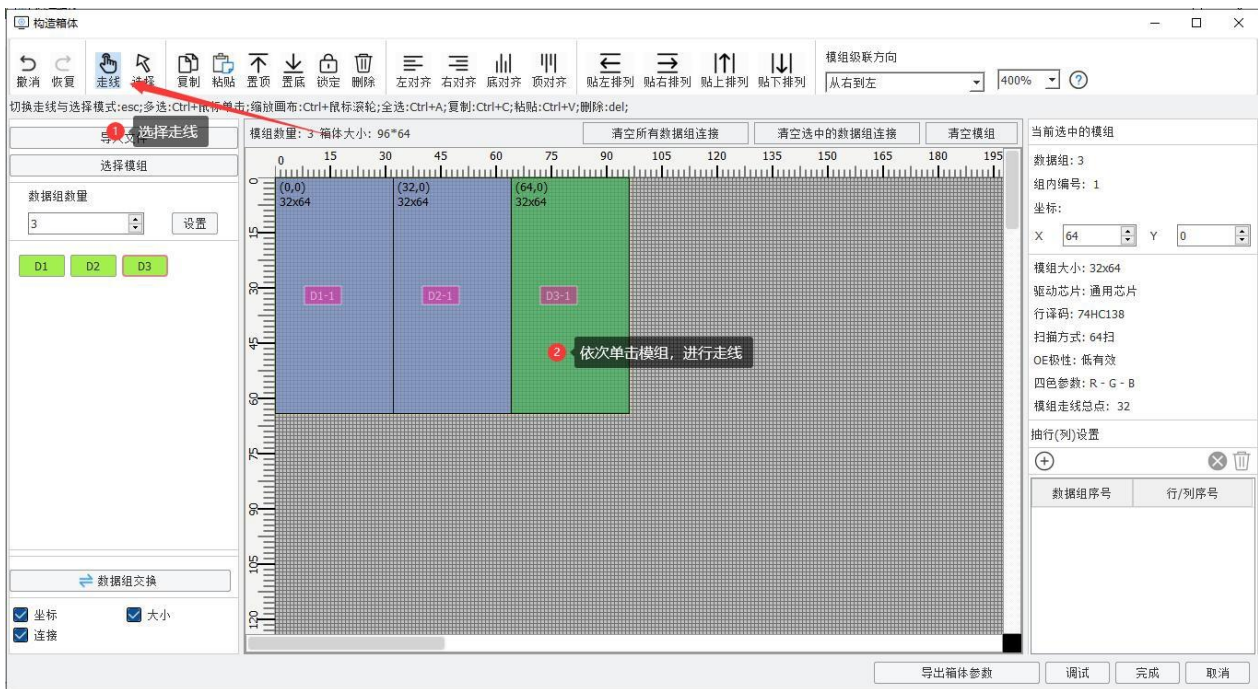 构造箱体
撤消 恢复 走线 选择 复制 粘贴 置顶 置底 锁定 删除 左对齐 右对齐 底对齐 顶对齐 贴左排列 贴右排列 贴上排列 贴下排列
模组级联方向
从右到左
400%
?
切换走线与选择模式:esc;多选:Ctrl+鼠标单击;缩放画布:Ctrl+鼠标滚轮;全选:Ctrl+A;复制:Ctrl+C;粘贴:Ctrl+V;删除:del;
1 选择走线
选择模组
数据组数量
3 设置
D1 D2 D3
数据组交换
坐标 大小
连接
模组数量: 3 箱体大小: 96*64
清空所有数据组连接 清空选中的数据组连接 清空模组
0 15 30 45 60 75 90 105 120 135 150 165 180 195
0
15
30
45
60
75
90
105
120
(0,0) (32,0) (64,0)
32x64 32x64 32x64
D1-1 D2-1 D3-1
2 依次单击模组，进行走线
当前选中的模组
数据组: 3
组内编号: 1
坐标:
X 64 Y 0
模组大小: 32x64
驱动芯片: 通用芯片
行译码: 74HC138
扫描方式: 64扫
OE极性: 低有效
四色参数: R - G - B
模组走线总点: 32
抽行(列)设置
数据组序号 行/列序号
导出箱体参数 调试 完成 取消